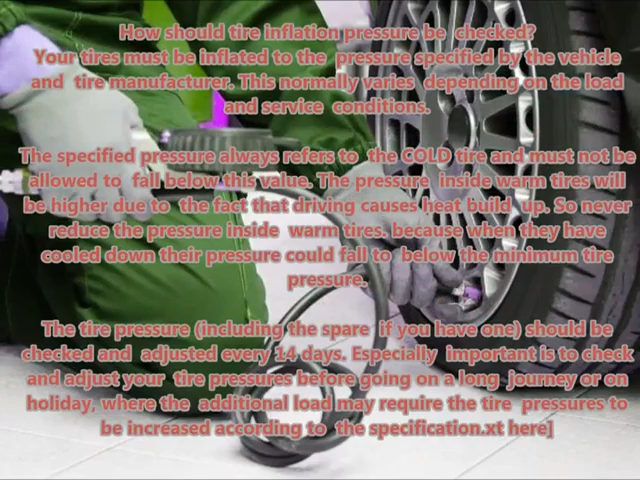 How should tire inflation pressure be checked?
Your tires must be inflated to the pressure specified by the vehicle
and tire manufacturer. This normally varies depending on the load
and service conditions.
The specified pressure always refers to the COLD tire and must not be
allowed to fall below this value. The pressure inside warm tires will
be higher due to the fact that driving causes heat build up. So never
reduce the pressure inside warm tires. because when they have
cooled down their pressure could fall to below the minimum tire
pressure.
The tire pressure (including the spare if you have one) should be
checked and adjusted every 14 days. Especially important is to check
and adjust your tire pressures before going on a long journey or on
holiday, where the additional load may require the tire pressures to
be increased according to the specification.xt here]